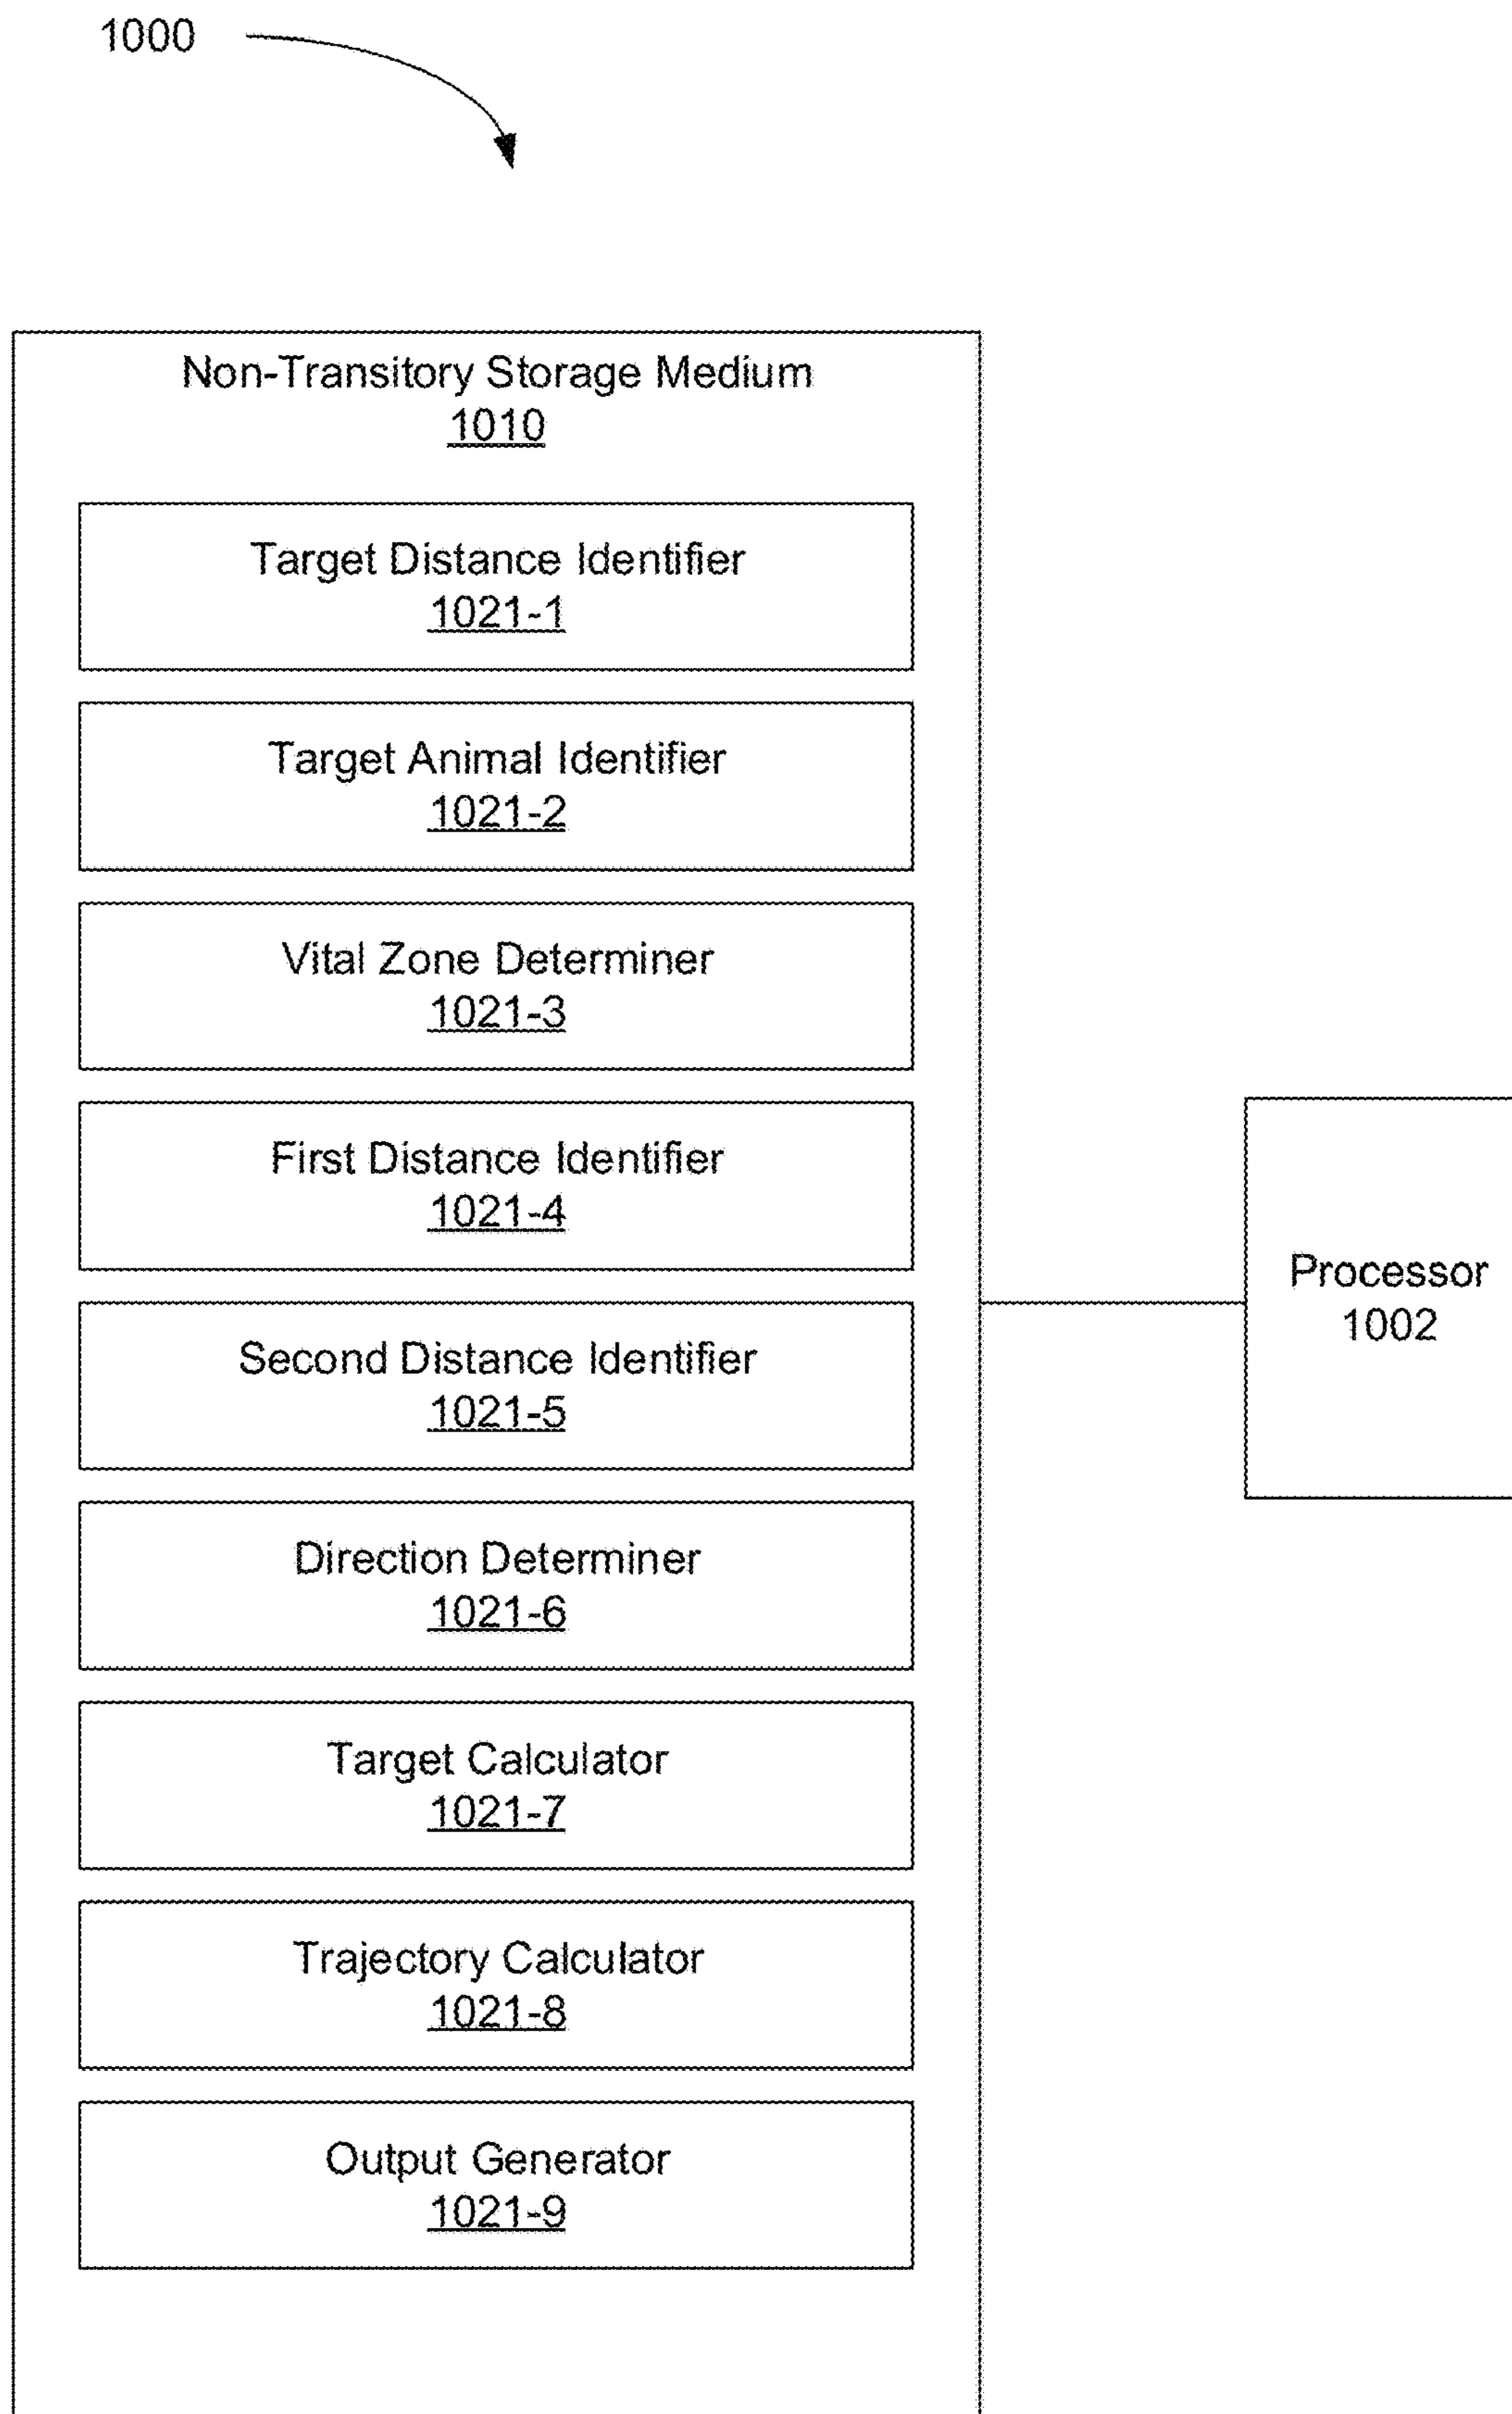 1000
Non-Transitory Storage Medium
1010
Target Distance Identifier
1021-1
Target Animal Identifier
1021-2
Vital Zone Determiner
1021-3
First Distance Identifier
1021-4
Second Distance Identifier
1021-5
Direction Determiner
1021-6
Target Calculator
1021-7
Trajectory Calculator
1021-8
Output Generator
1021-9
Processor
1002